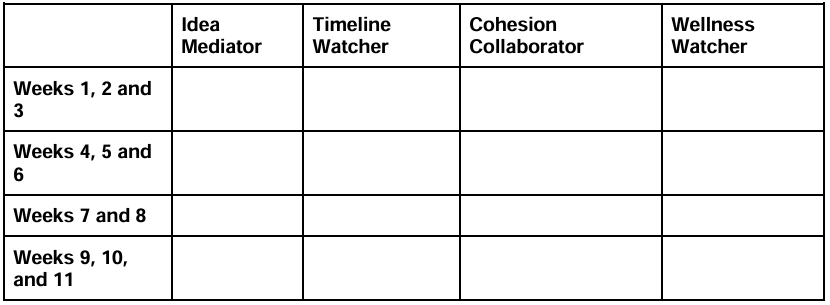 Idea
Mediator
Timeline
Watcher
Cohesion
Collaborator
Wellness
Watcher
Weeks 1, 2 and
3
Weeks 4, 5 and
6
Weeks 7 and 8
Weeks 9, 10,
and 11